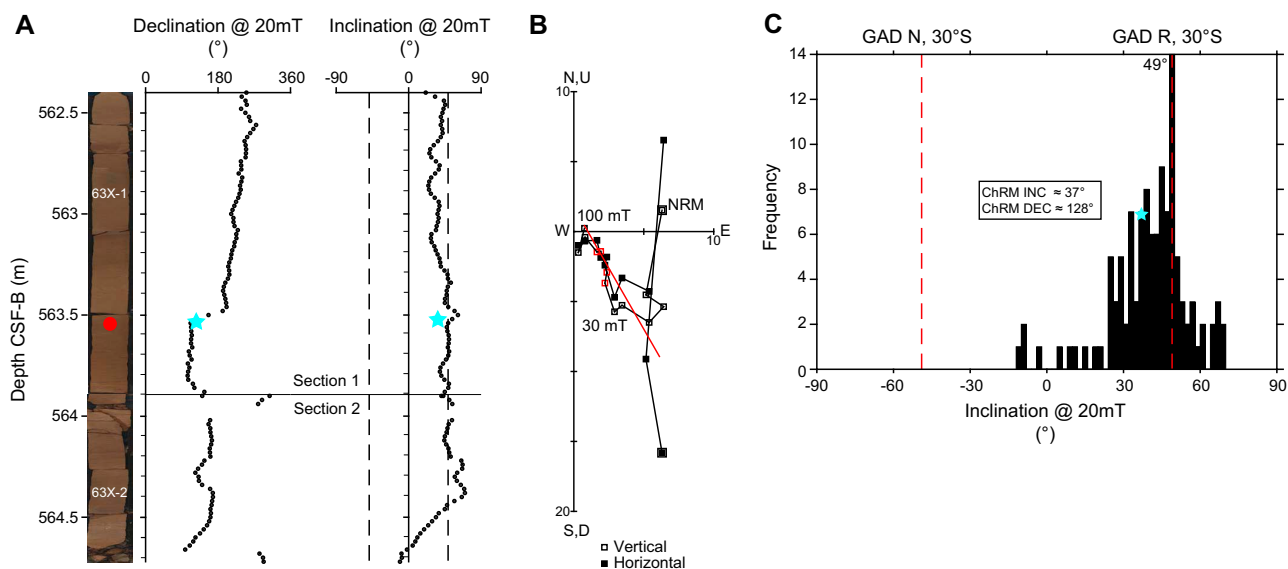 A
Declination @ 20mT
(°)
Inclination @ 20mT
(°)
0
180
360
-90
0
90
Depth CSF-B (m)
562.5
563
563.5
564
564.5
63X-1
63X-2
Section 1
Section 2
B
N,U
10
NRM
100 mT
W
E
10
30 mT
20
S,D
Vertical
Horizontal
C
GAD N, 30°S
GAD R, 30°S
49°
Frequency
14
12
10
8
6
4
2
0
ChRM INC ≈ 37°
ChRM DEC ≈ 128°
-90
-60
-30
0
30
60
90
Inclination @ 20mT
(°)